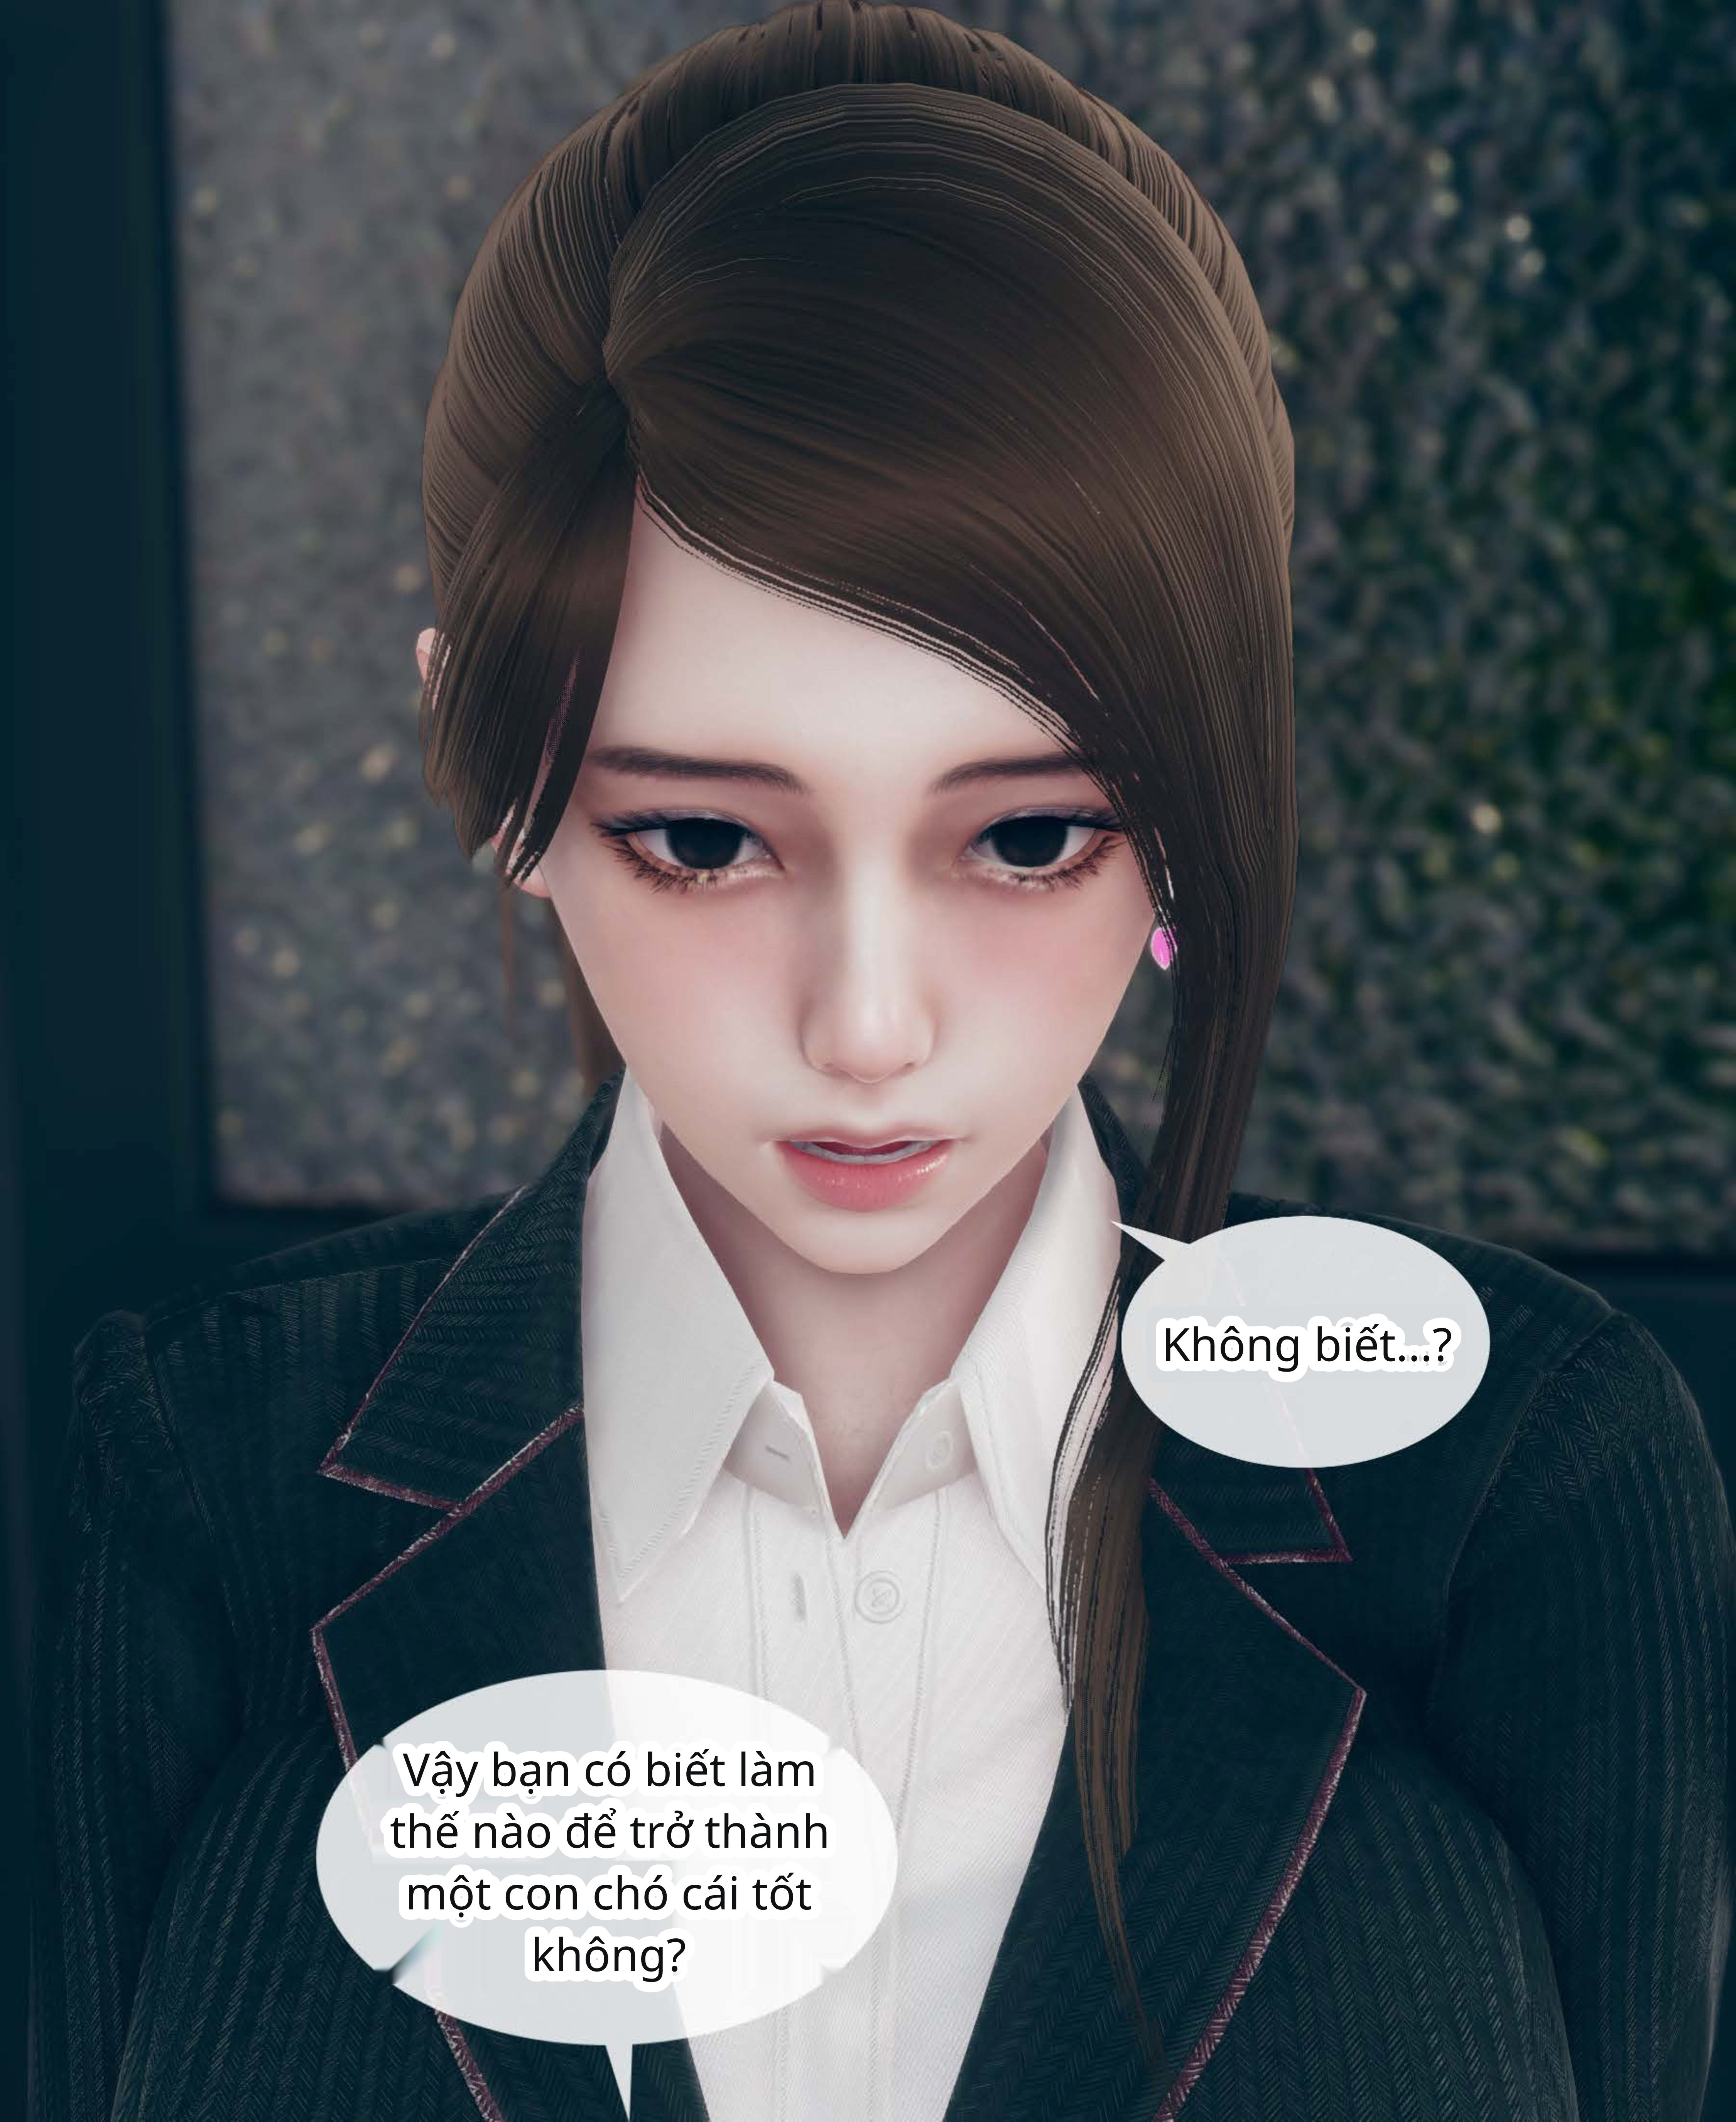 Không biết...?
Vậy bạn có biết làm
thế nào để trở thành
một con chó cái tốt
không?